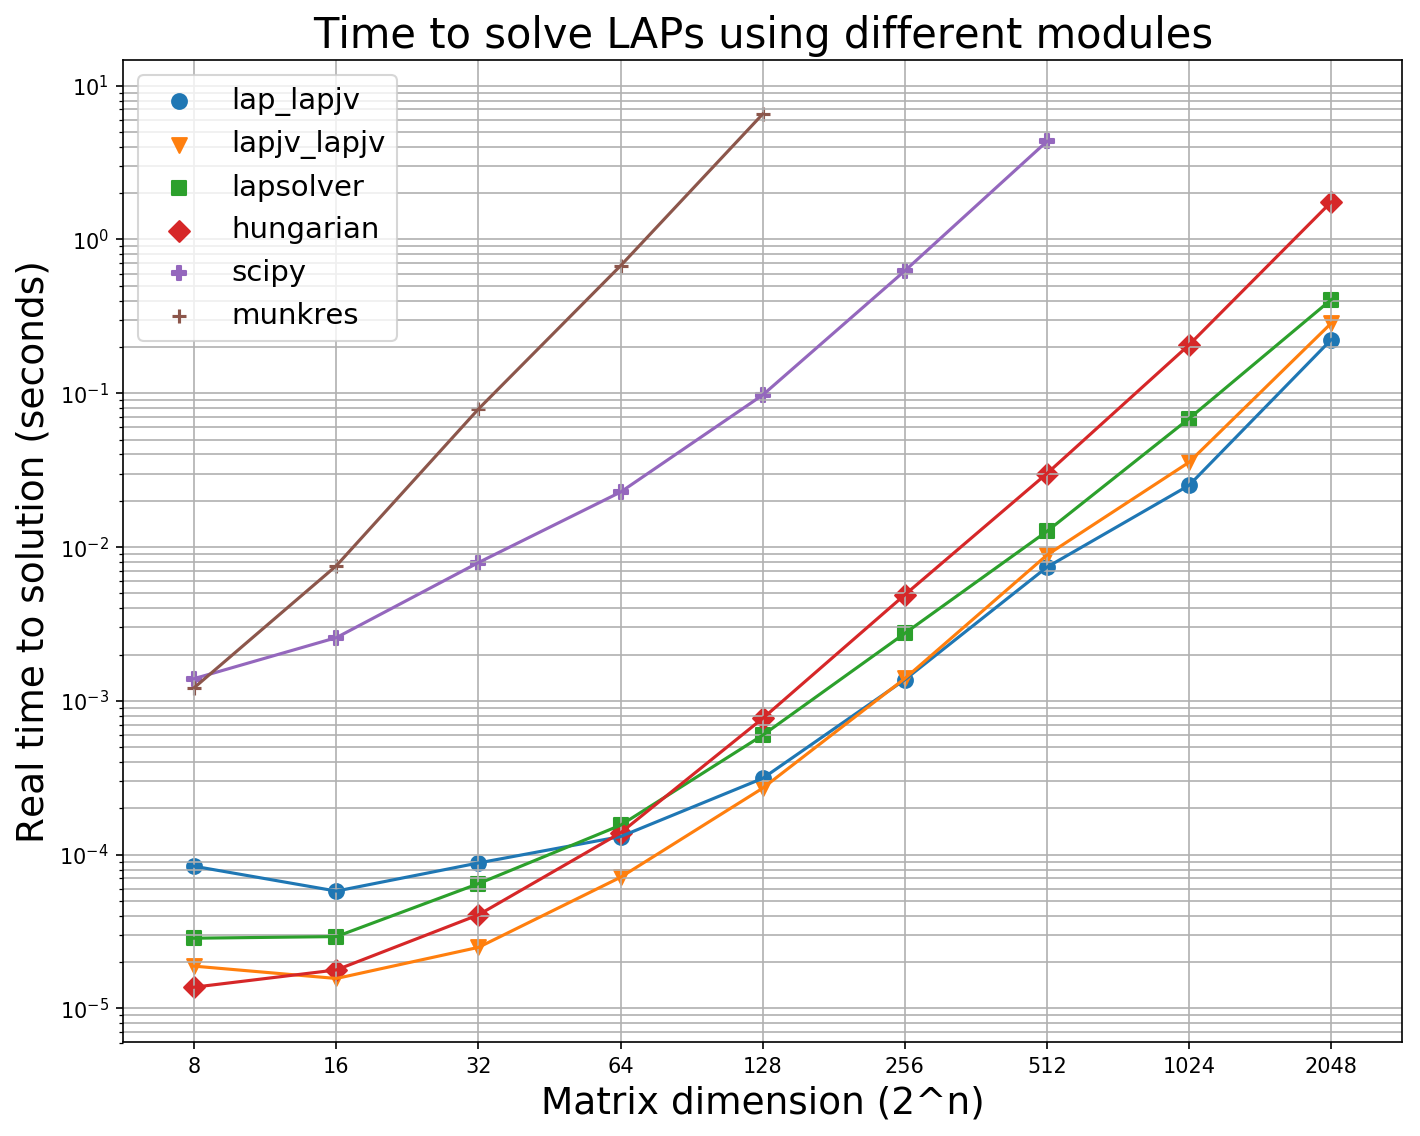 Time to solve LAPs using different modules
lap_lapjv
lapjv_lapjv
lapsolver
hungarian
scipy
munkres
Real time to solution (seconds)
10^1
10^0
10^−1
10^−2
10^−3
10^−4
10^−5
8 16 32 64 128 256 512 1024 2048
Matrix dimension (2^n)